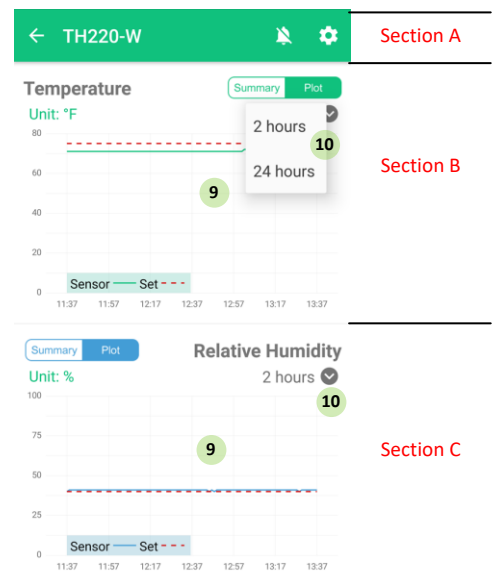 TH220-W
Section A
Temperature
Summary Plot
Unit: °F
2 hours
10
24 hours
Section B
80
60
9
40
20
Sensor Set
0
11:37 11:57 12:17 12:37 12:57 13:17 13:37
Summary Plot
Relative Humidity
Unit: %
2 hours
100
10
75
9
Section C
50
25
Sensor Set
0
11:37 11:57 12:17 12:37 12:57 13:17 13:37